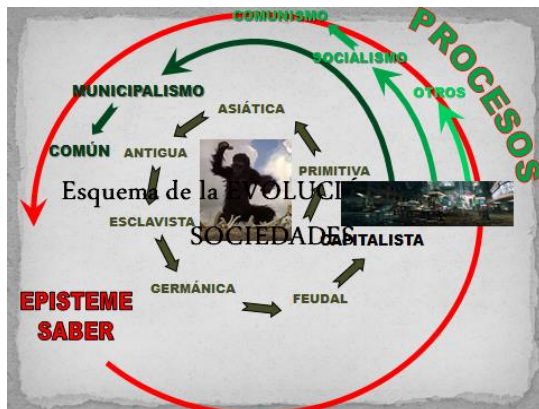 COMUNISMO
SOCIALISMO
OTROS
PROCESOS
MUNICIPALISMO
COMÚN
ASIÁTICA
ANTIGUA
PRIMITIVA
Esquema de la EVOLUCI
SOCIEDADES
ESCLAVISTA
CAPITALISTA
GERMÁNICA
FEUDAL
EPISTEME
SABER